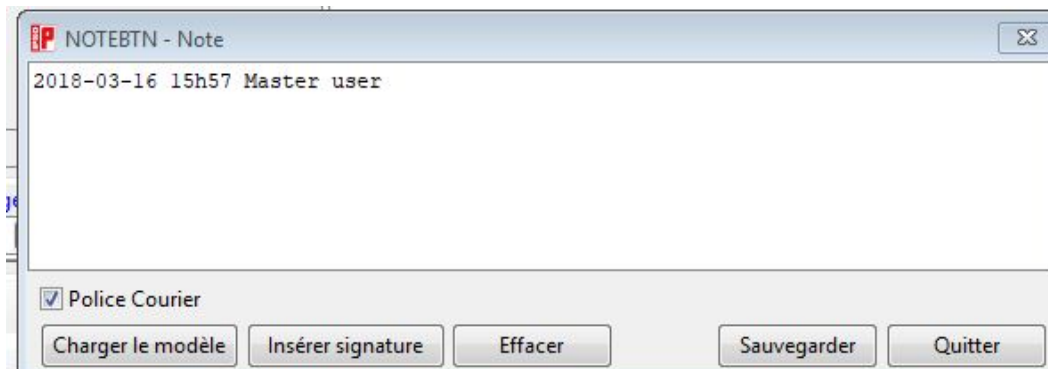 NOTEBTN - Note
2018-03-16 15h57 Master user
Police Courier
Charger le modèle Insérer signature Effacer Sauvegarder Quitter